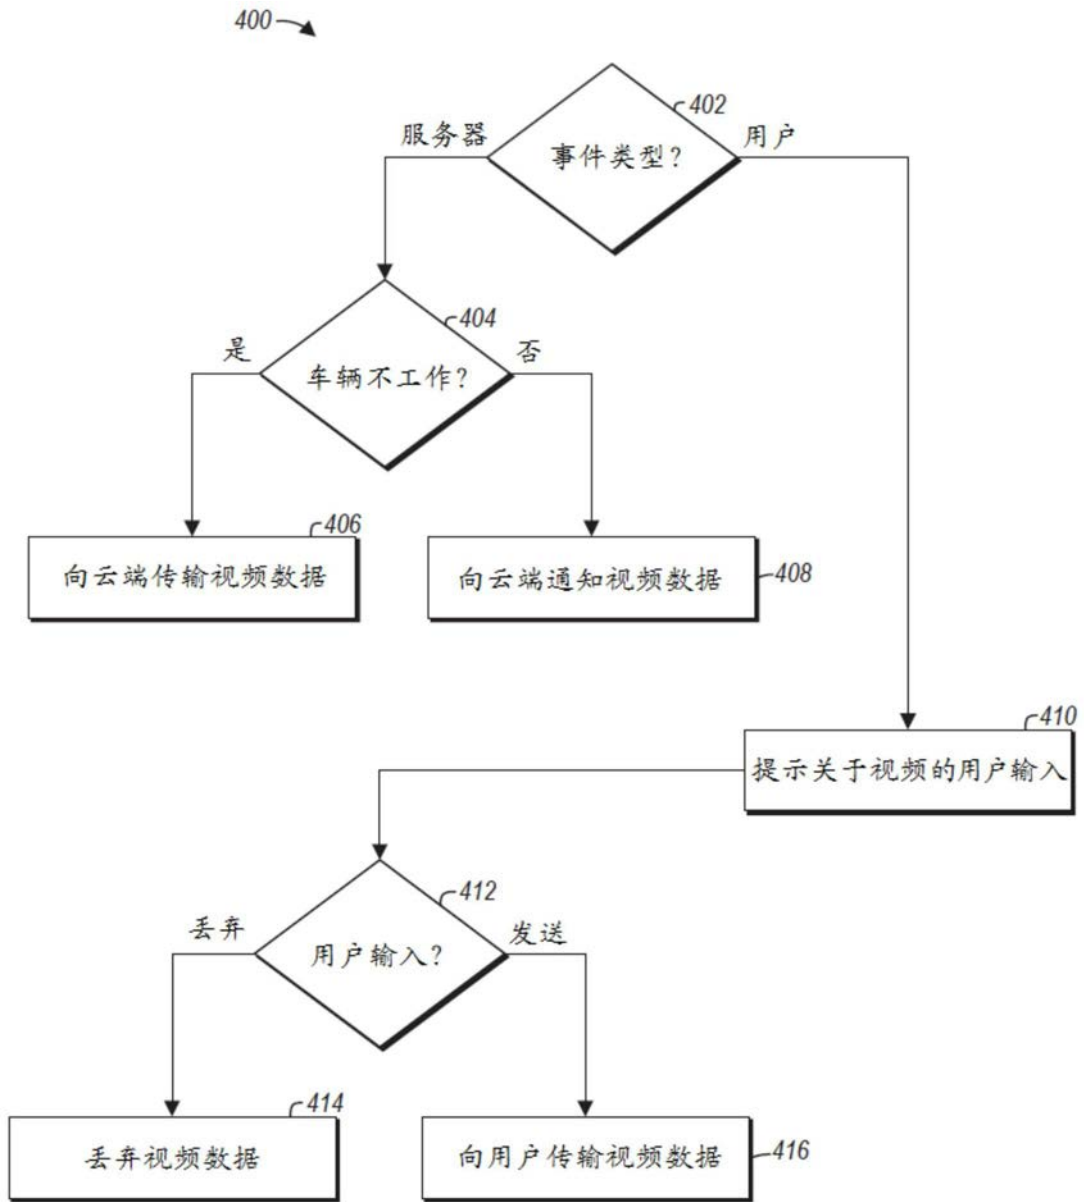 400
402
服务器
用户
事件类型?
404
是
否
车辆不工作?
406
向云端传输视频数据
向云端通知视频数据
408
410
提示关于视频的用户输入
412
丢弃
发送
用户输入?
414
丢弃视频数据
向用户传输视频数据
416